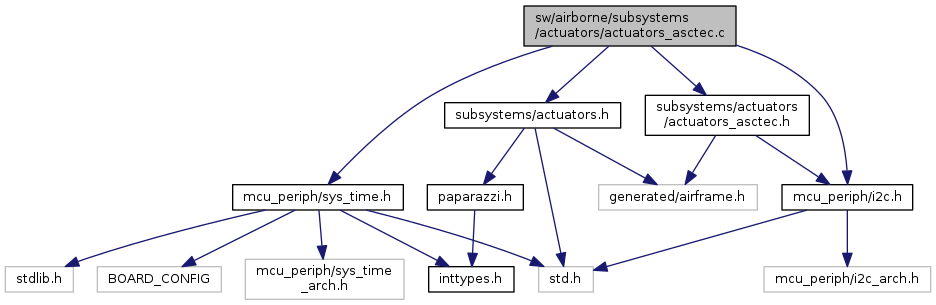 sw/airborne/subsystems
/actuators/actuators_asctec.c
subsystems/actuators.h
subsystems/actuators
/actuators_asctec.h
mcu_periph/sys_time.h
paparazzi.h
generated/airframe.h
mcu_periph/i2c.h
stdlib.h
BOARD_CONFIG
mcu_periph/sys_time
_arch.h
inttypes.h
std.h
mcu_periph/i2c_arch.h